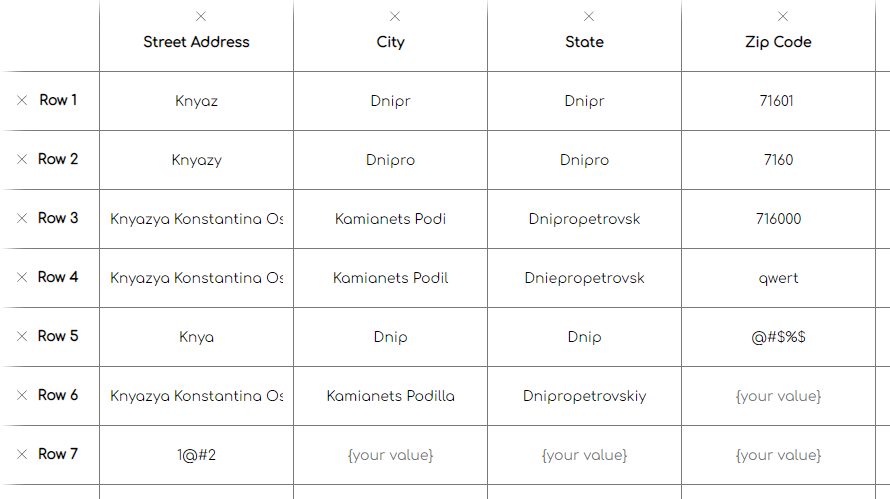 Street Address City State Zip Code
Row 1 Knyaz Dnipr Dnipr 71601
Row 2 Knyazy Dnipro Dnipro 7160
Row 3 Knyazya Konstantina Os Kamianets Podi Dnipropetrovsk 716000
Row 4 Knyazya Konstantina Os Kamianets Podil Dniepropetrovsk qwert
Row 5 Knya Dnip Dnip @#$%$
Row 6 Knyazya Konstantina Os Kamianets Podilla Dnipropetrovskiy {your value}
Row 7 1@#2 {your value} {your value} {your value}